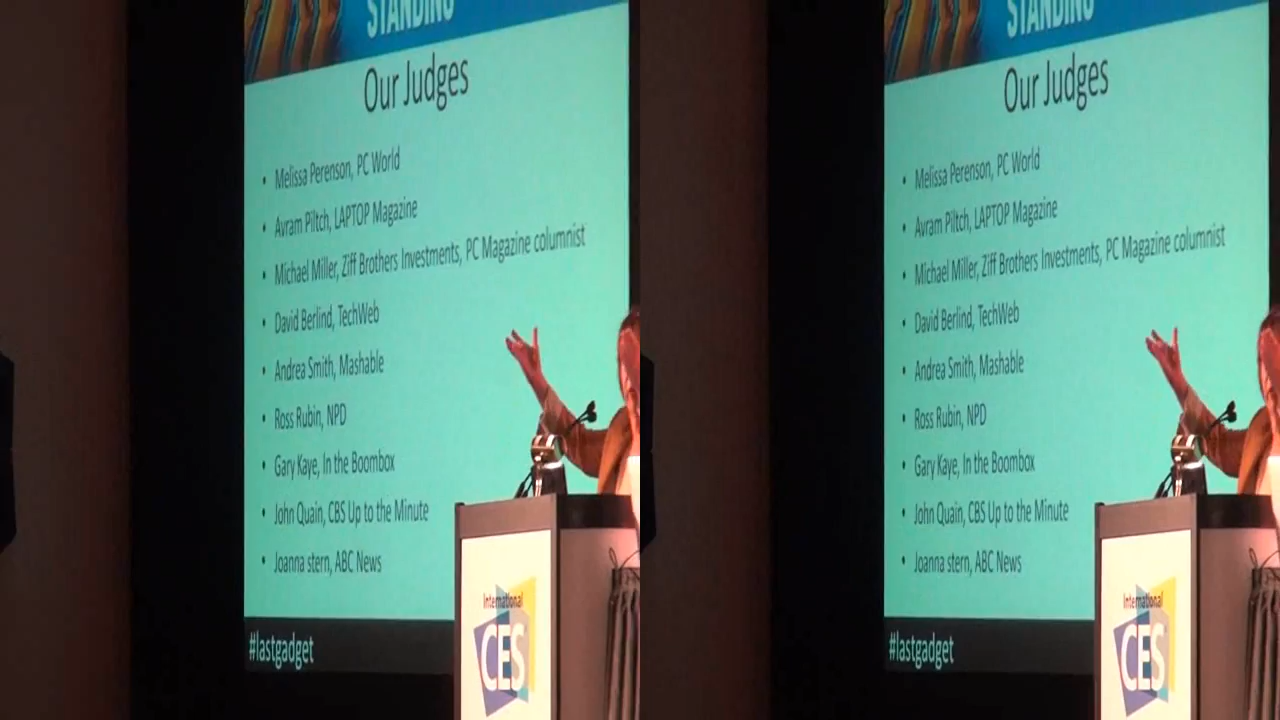 STANDING
Our Judges
• Melissa Perenson, PC World
• Avram Piltch, LAPTOP Magazine
• Michael Miller, Ziff Brothers Investments, PC Magazine columnist
• David Berlind, TechWeb
• Andrea Smith, Mashable
• Ross Rubin, NPD
• Gary Kaye, In the Boombox
• John Quain, CBS Up to the Minute
• Joanna stern, ABC News
#lastgadget
International
CES
STANDING
Our Judges
• Melissa Perenson, PC World
• Avram Piltch, LAPTOP Magazine
• Michael Miller, Ziff Brothers Investments, PC Magazine columnist
• David Berlind, TechWeb
• Andrea Smith, Mashable
• Ross Rubin, NPD
• Gary Kaye, In the Boombox
• John Quain, CBS Up to the Minute
• Joanna stern, ABC News
#lastgadget
International
CES